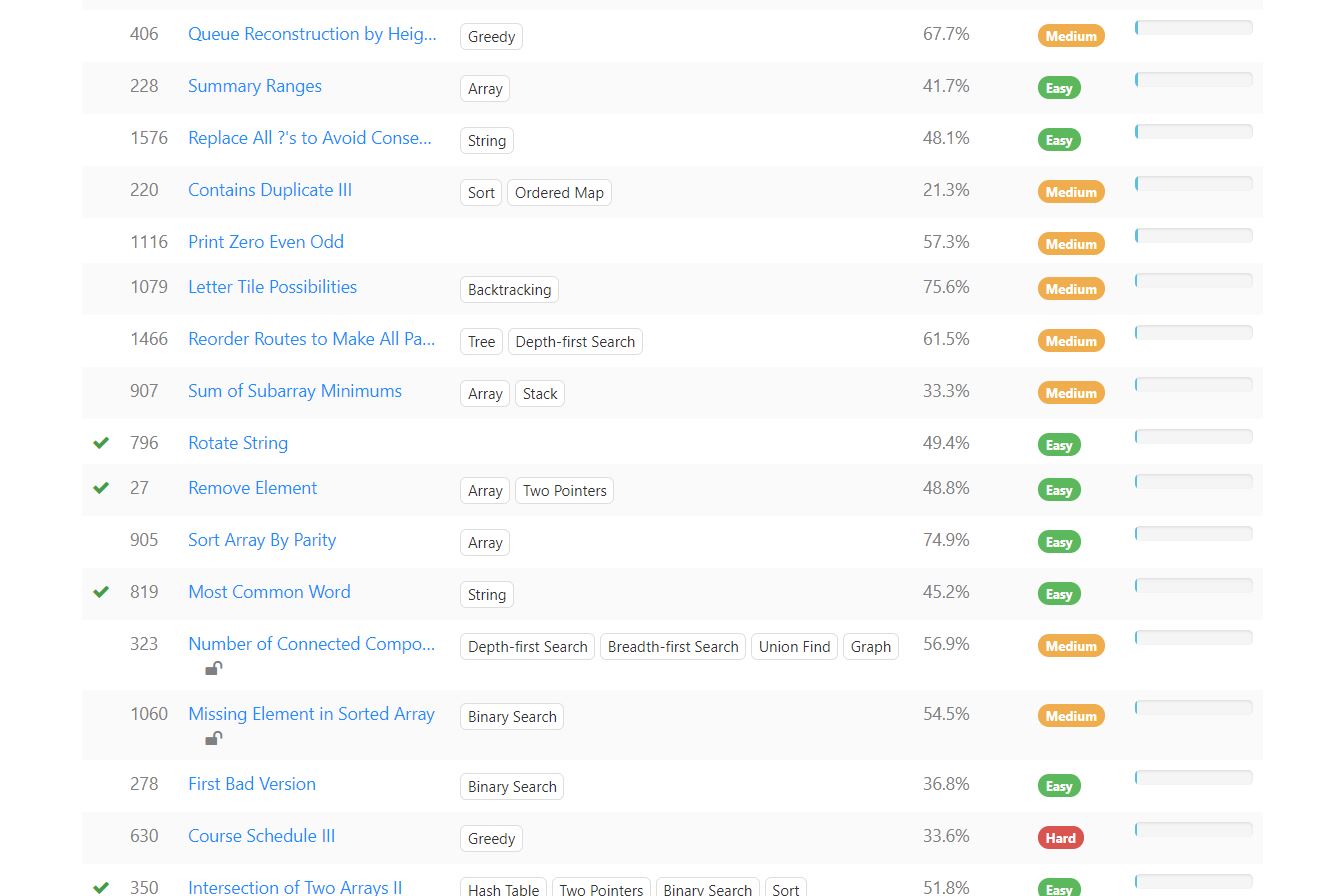 406 Queue Reconstruction by Heig... Greedy 67.7% Medium
228 Summary Ranges Array 41.7% Easy
1576 Replace All ?'s to Avoid Conse... String 48.1% Easy
220 Contains Duplicate III Sort Ordered Map 21.3% Medium
1116 Print Zero Even Odd 57.3% Medium
1079 Letter Tile Possibilities Backtracking 75.6% Medium
1466 Reorder Routes to Make All Pa... Tree Depth-first Search 61.5% Medium
907 Sum of Subarray Minimums Array Stack 33.3% Medium
796 Rotate String 49.4% Easy
27 Remove Element Array Two Pointers 48.8% Easy
905 Sort Array By Parity Array 74.9% Easy
819 Most Common Word String 45.2% Easy
323 Number of Connected Compo... Depth-first Search Breadth-first Search Union Find Graph 56.9% Medium
1060 Missing Element in Sorted Array Binary Search 54.5% Medium
278 First Bad Version Binary Search 36.8% Easy
630 Course Schedule III Greedy 33.6% Hard
350 Intersection of Two Arrays II Hash Table Two Pointers Binary Search Sort 51.8% Easy